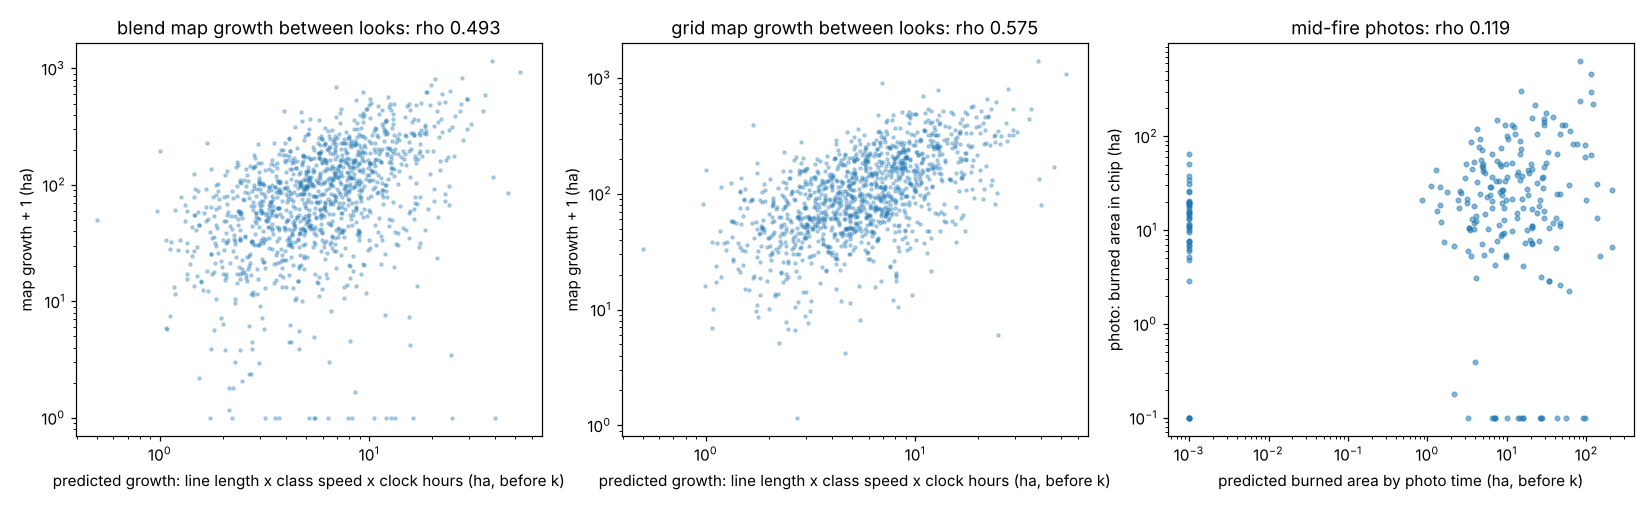 blend map growth between looks: rho 0.493
map growth + 1 (ha)
10³
10²
10¹
10⁰
10⁰
10¹
predicted growth: line length x class speed x clock hours (ha, before k)
grid map growth between looks: rho 0.575
map growth + 1 (ha)
10³
10²
10¹
10⁰
10⁰
10¹
predicted growth: line length x class speed x clock hours (ha, before k)
mid-fire photos: rho 0.119
photo: burned area in chip (ha)
10²
10¹
10⁰
10⁻¹
10⁻³
10⁻²
10⁻¹
10⁰
10¹
10²
predicted burned area by photo time (ha, before k)